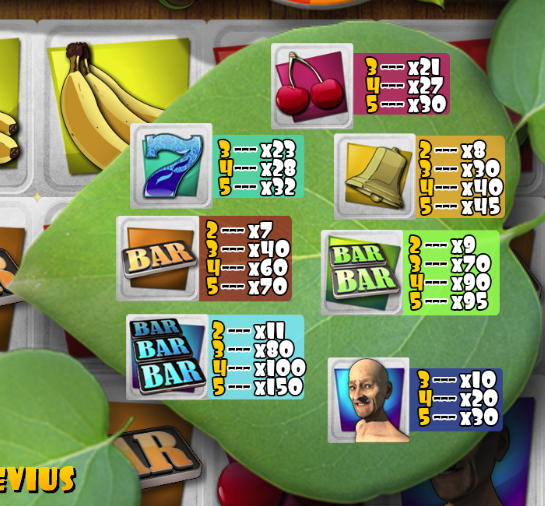 3 --- x21
4 --- x27
5 --- x30
7
3 --- x23
4 --- x28
5 --- x32
2 --- x8
3 --- x30
4 --- x40
5 --- x45
BAR
2 --- x7
3 --- x40
4 --- x60
5 --- x70
BAR
BAR
2 --- x9
3 --- x70
4 --- x90
5 --- x95
BAR
BAR
BAR
2 --- x11
3 --- x80
4 --- x100
5 --- x150
3 --- x10
4 --- x20
5 --- x30